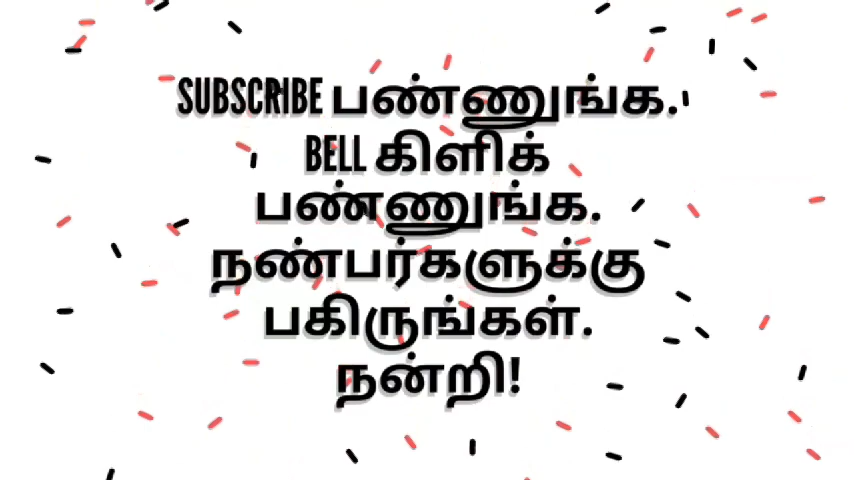 SUBSCRIBE பண்ணுங்க.
BELL கிளிக்
பண்ணுங்க.
நண்பர்களுக்கு
பகிருங்கள்.
நன்றி!